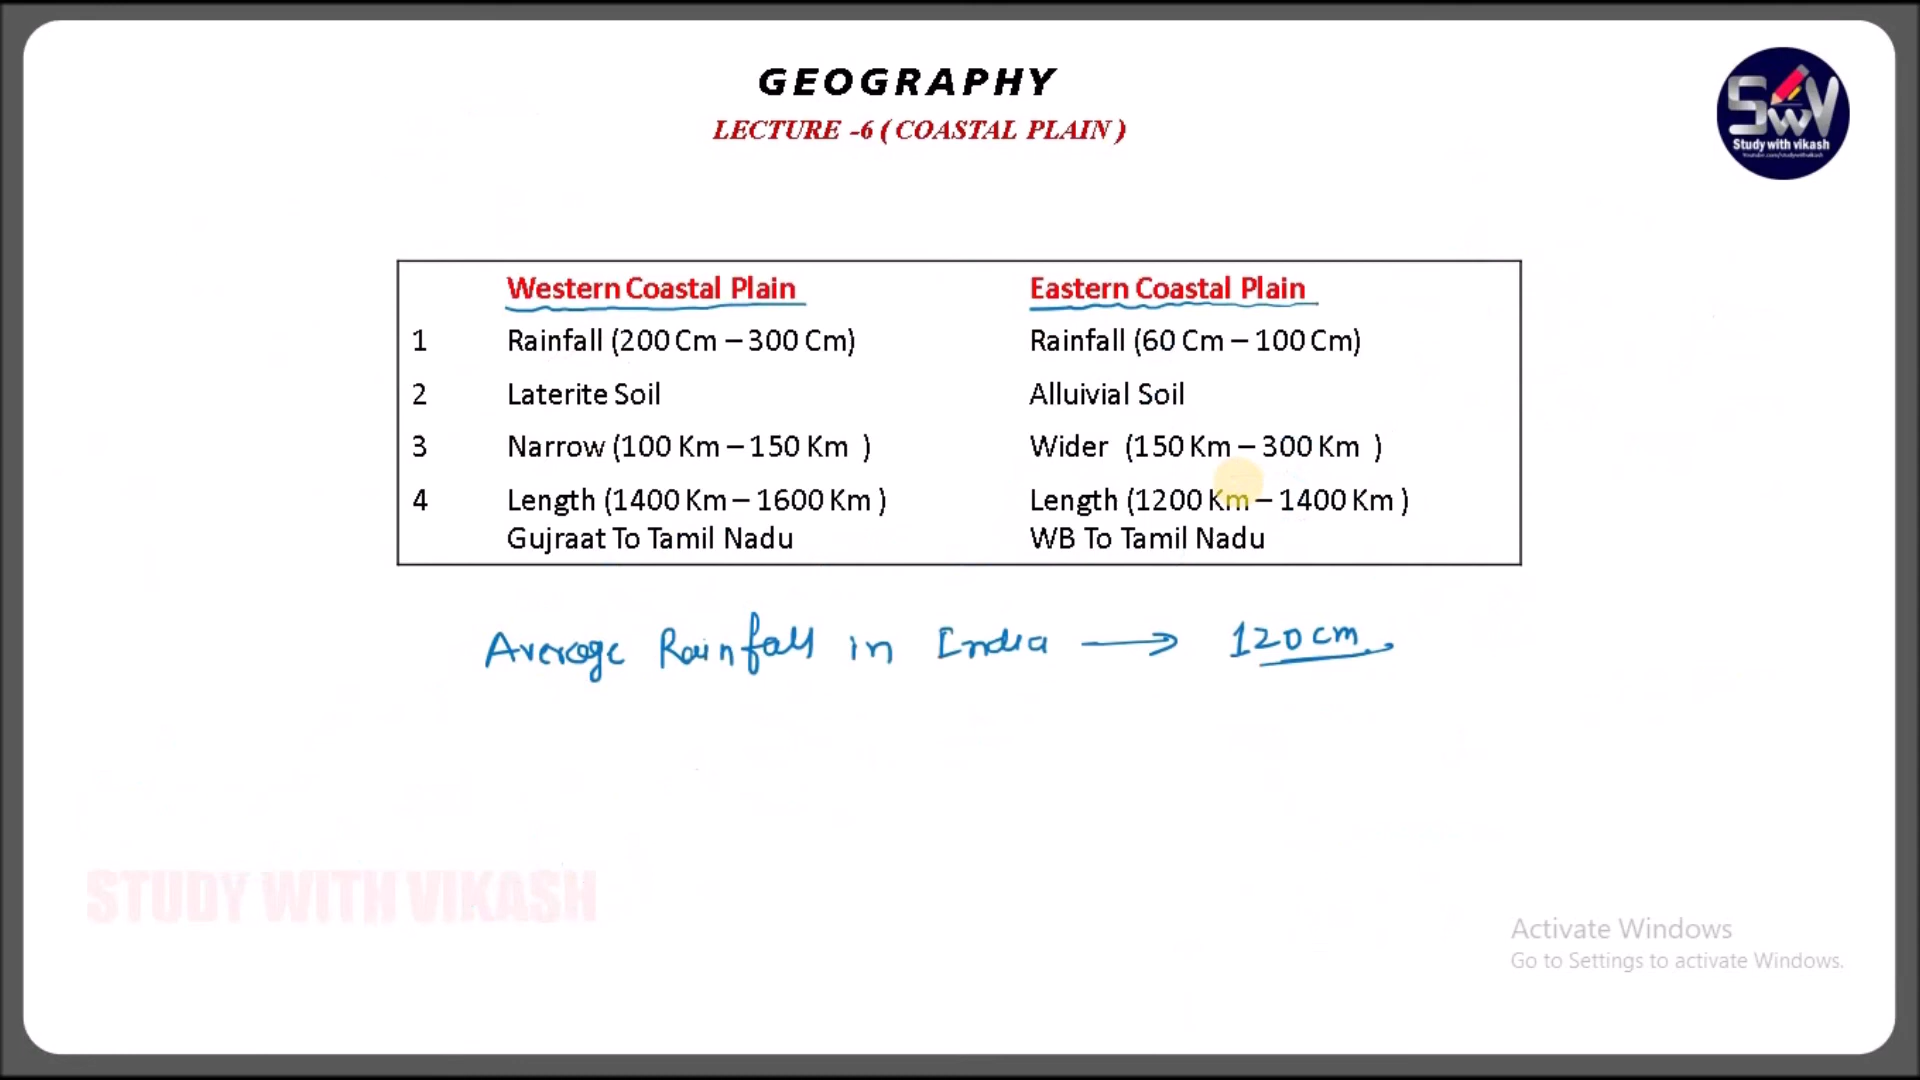 GEOGRAPHY
LECTURE -6 ( COASTAL PLAIN )
SWV
Study with vikash
Western Coastal Plain Eastern Coastal Plain
1 Rainfall (200 Cm – 300 Cm) Rainfall (60 Cm – 100 Cm)
2 Laterite Soil Alluivial Soil
3 Narrow (100 Km – 150 Km ) Wider (150 Km – 300 Km )
4 Length (1400 Km – 1600 Km ) Length (1200 Km – 1400 Km )
Gujraat To Tamil Nadu WB To Tamil Nadu
Average Rainfall in India → 120 cm.
STUDY WITH VIKASH
Activate Windows
Go to Settings to activate Windows.